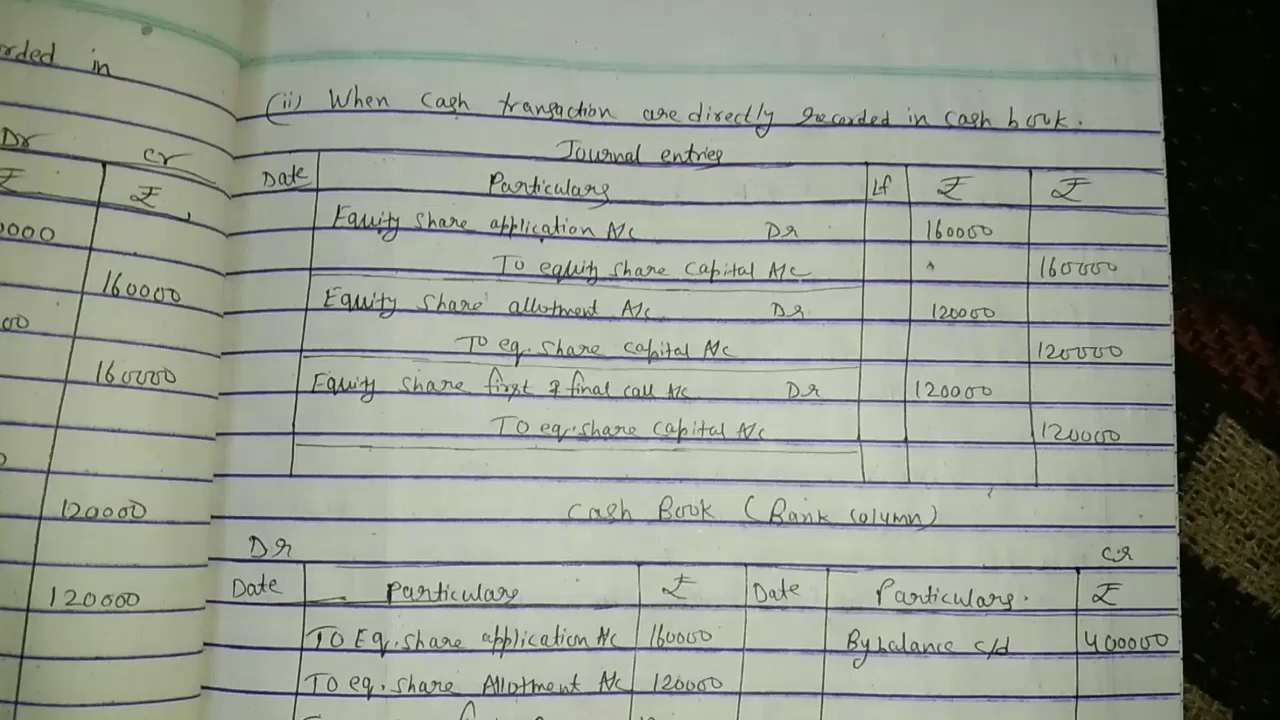 rded in
Dr Cr
₹ ₹
0000
160000
00
160000
120000
120000
(ii) When Cash transaction are directly recorded in cash book.
Journal entries
Date Particulars Lf ₹ ₹
Equity share application A/c Dr 160000
To equity share capital A/c 160000
Equity share allotment A/c Dr 120000
To eq. share capital A/c 120000
Equity share first & final call A/c Dr 120000
To eq. share capital A/c 120000
Cash Book (Bank column)
Dr Cr
Date Particulars ₹ Date Particulars. ₹
To Eq. share application A/c 160000 By balance c/d 400000
To eq. share Allotment A/c 120000